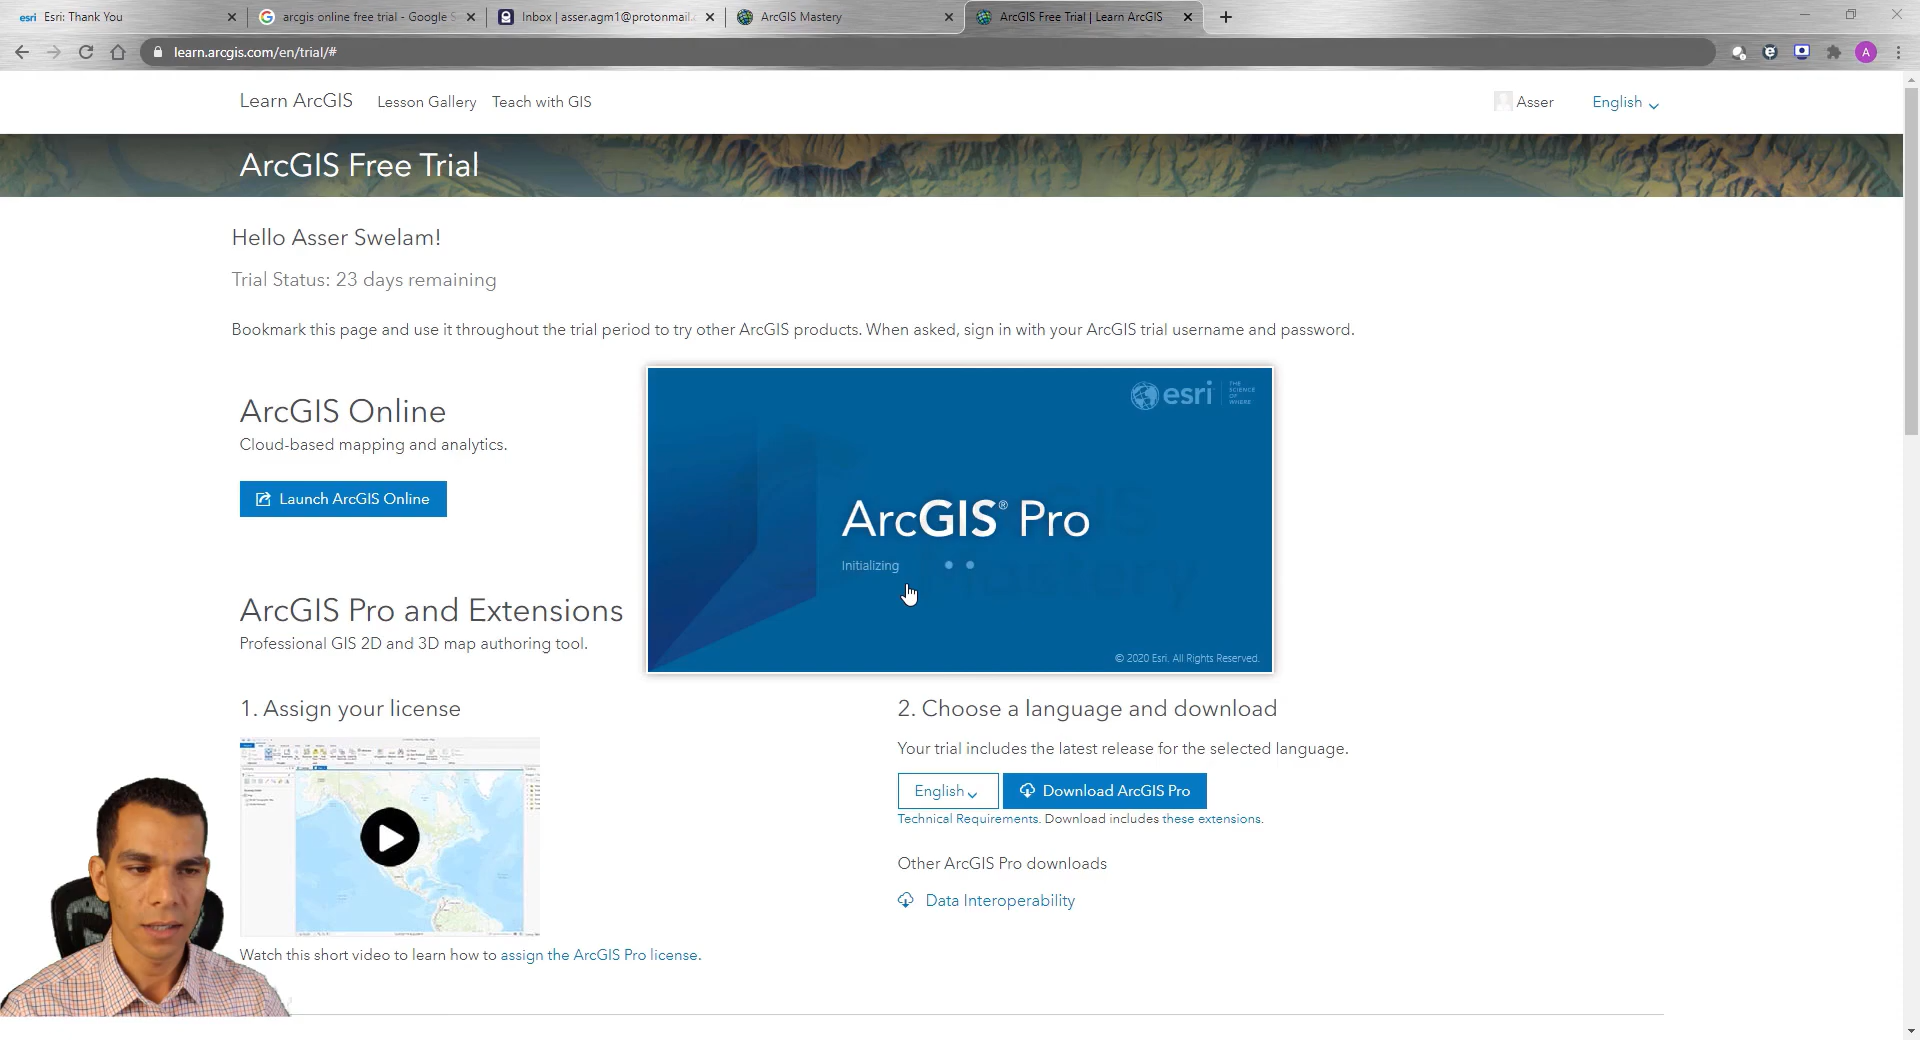 esri Esri: Thank You
arcgis online free trial - Google S
Inbox | asser.agm1@protonmail.
ArcGIS Mastery
ArcGIS Free Trial | Learn ArcGIS
learn.arcgis.com/en/trial/#
A
Learn ArcGIS Lesson Gallery Teach with GIS
Asser English
ArcGIS Free Trial
Hello Asser Swelam!
Trial Status: 23 days remaining
Bookmark this page and use it throughout the trial period to try other ArcGIS products. When asked, sign in with your ArcGIS trial username and password.
ArcGIS Online
Cloud-based mapping and analytics.
Launch ArcGIS Online
esri THE SCIENCE OF WHERE
ArcGIS® Pro
Initializing
© 2020 Esri. All Rights Reserved.
ArcGIS Pro and Extensions
Professional GIS 2D and 3D map authoring tool.
1. Assign your license
Watch this short video to learn how to assign the ArcGIS Pro license.
2. Choose a language and download
Your trial includes the latest release for the selected language.
English Download ArcGIS Pro
Technical Requirements. Download includes these extensions.
Other ArcGIS Pro downloads
Data Interoperability